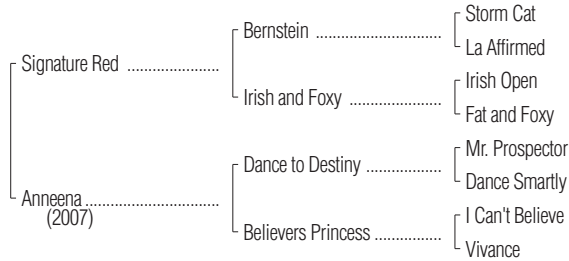 Storm Cat
Bernstein ....................
La Affirmed
Signature Red ......................
Irish Open
Irish and Foxy ..................
Fat and Foxy
Mr. Prospector
Dance to Destiny ................
Dance Smartly
Anneena ................................
(2007)
I Can't Believe
Believers Princess ...............
Vivance